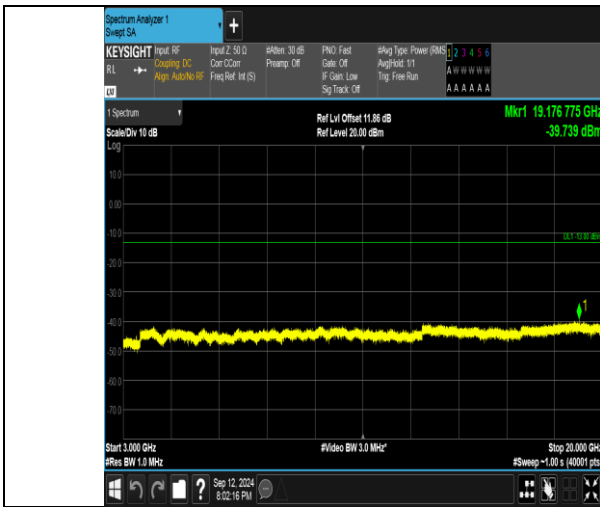 Spectrum Analyzer 1
Swept SA
+
KEYSIGHT Input: RF Input Z: 50 Ω #Atten: 30 dB PNO: Fast #Avg Type: Power (RMS 1 2 3 4 5 6
RL Coupling: DC Corr CCorr Preamp: Off Gate: Off Avg|Hold: 1/1 A W W W W W
Align: Auto/No RF Freq Ref: Int (S) IF Gain: Low Trig: Free Run
LXI Sig Track: Off A A A A A A
1 Spectrum Ref Lvl Offset 11.86 dB Mkr1 19.176 775 GHz
Scale/Div 10 dB Ref Level 20.00 dBm -39.739 dBm
Log
10.0
0.00
-10.0
DL1 -13.00 dBm
-20.0
-30.0
1
-40.0
-50.0
-60.0
-70.0
Start 3.000 GHz #Video BW 3.0 MHz* Stop 20.000 GHz
#Res BW 1.0 MHz #Sweep ~1.00 s (40001 pts
? Sep 12, 2024
8:02:16 PM